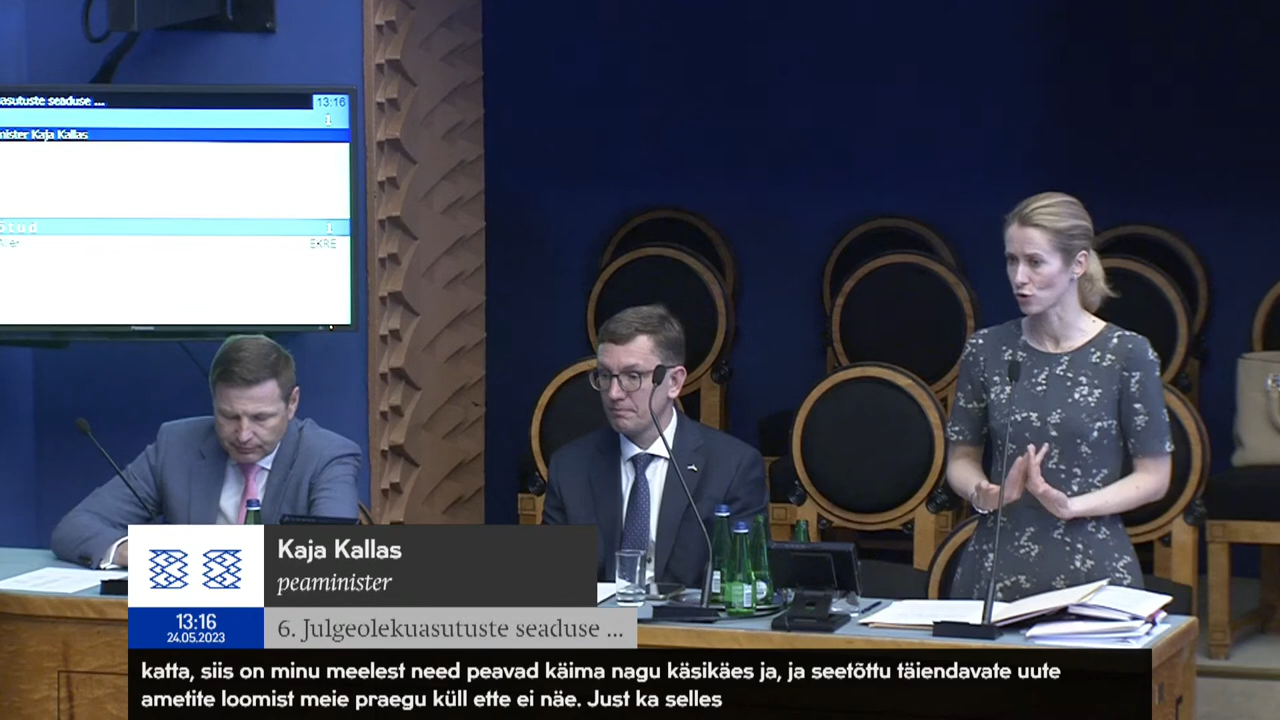 asutuste seaduse ...
13:16
1
Kaja Kallas
1
EKRE
Panasonic
Kaja Kallas
peaminister
13:16
24.05.2023
6. Julgeolekuasutuste seaduse ...
katta, siis on minu meelest need peavad käima nagu käsikäes ja, ja seetõttu täiendavate uute
ametite loomist meie praegu küll ette ei näe. Just ka selles